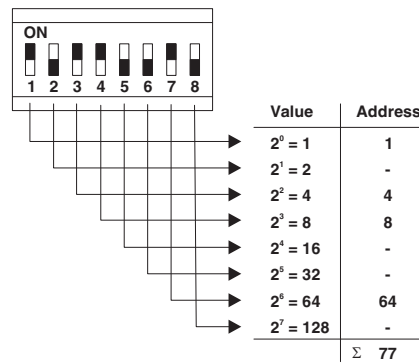 ON
1 2 3 4 5 6 7 8
Value Address
2⁰ = 1 1
2¹ = 2 -
2² = 4 4
2³ = 8 8
2⁴ = 16 -
2⁵ = 32 -
2⁶ = 64 64
2⁷ = 128 -
Σ 77